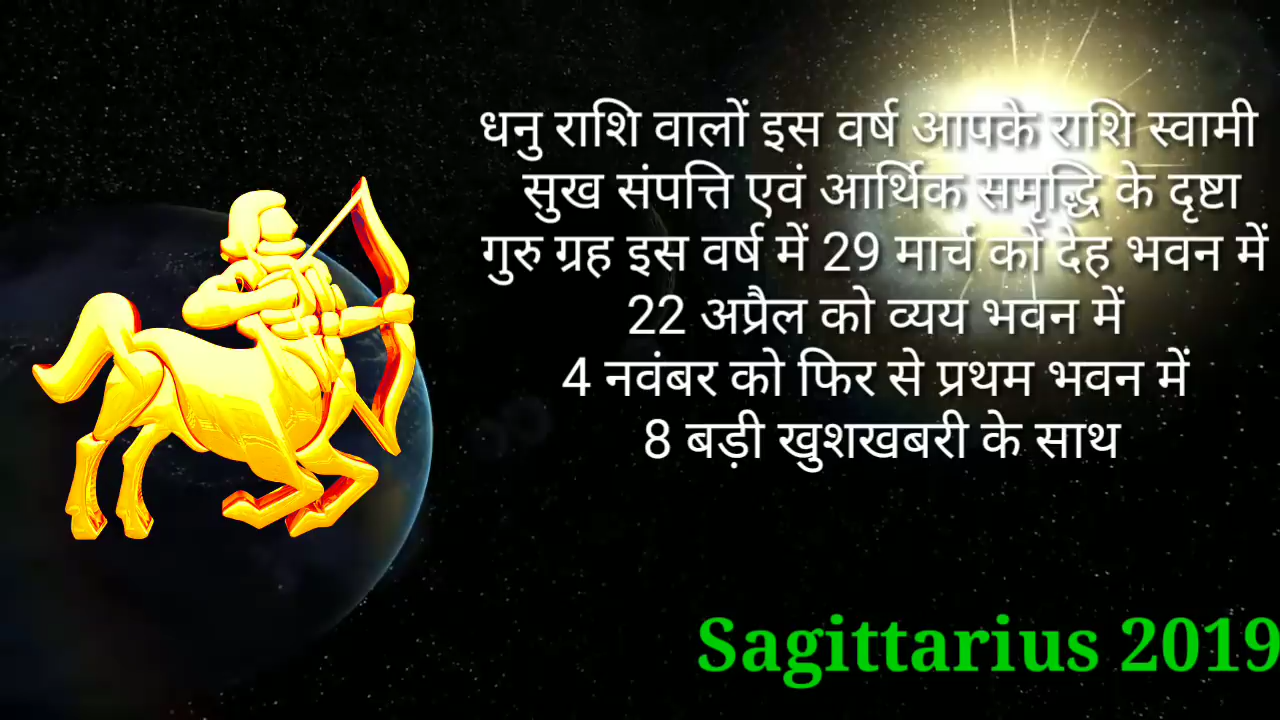 धनु राशि वालों इस वर्ष आपके राशि स्वामी
सुख संपत्ति एवं आर्थिक समृद्धि के दृष्टा
गुरु ग्रह इस वर्ष में 29 मार्च को देह भवन में
22 अप्रैल को व्यय भवन में
4 नवंबर को फिर से प्रथम भवन में
8 बड़ी खुशखबरी के साथ
Sagittarius 2019